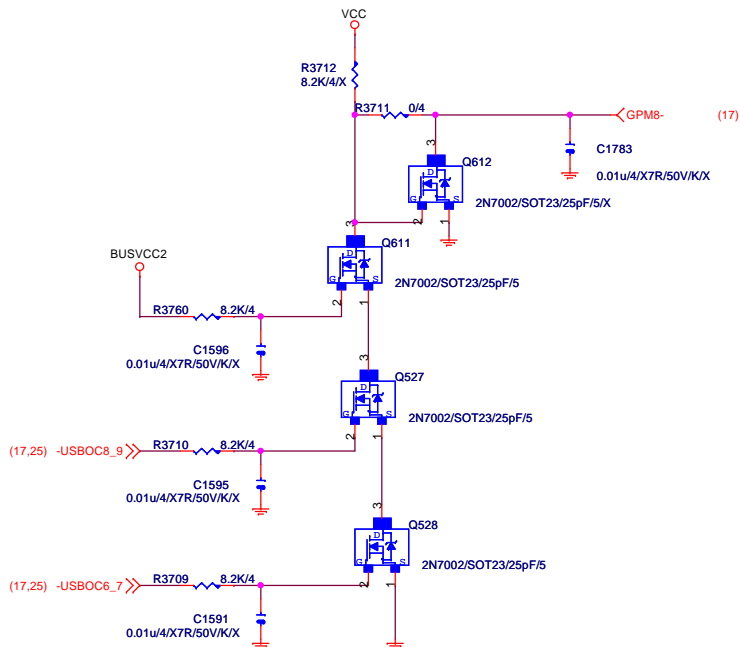 VCC
R3712
8.2K/4/X
R3711 0/4
GPM8- (17)
C1783
0.01u/4/X7R/50V/K/X
3
Q612
D
G S
2N7002/SOT23/25pF/5/X
2 1
3
Q611
D
G S
2N7002/SOT23/25pF/5
2 1
BUSVCC2
R3760 8.2K/4
C1596
0.01u/4/X7R/50V/K/X
3
Q527
D
G S
2N7002/SOT23/25pF/5
2 1
(17,25) -USBOC8_9
R3710 8.2K/4
C1595
0.01u/4/X7R/50V/K/X
3
Q528
D
G S
2N7002/SOT23/25pF/5
2 1
(17,25) -USBOC6_7
R3709 8.2K/4
C1591
0.01u/4/X7R/50V/K/X